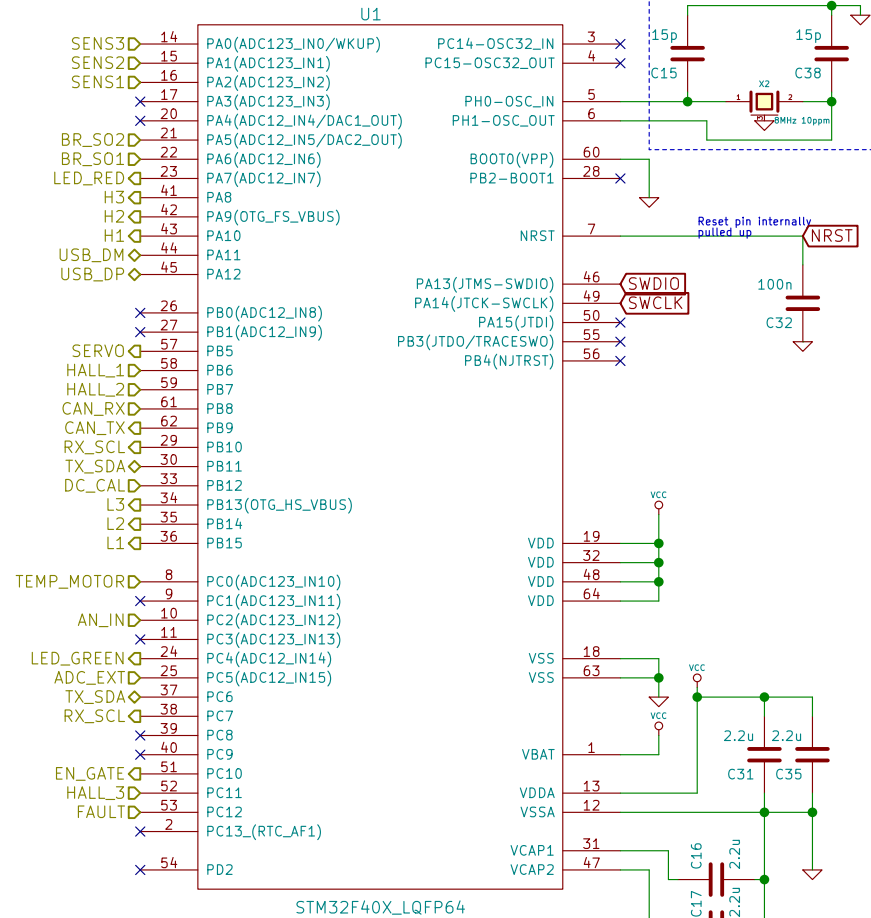 U1
SENS3 14 PA0(ADC123_IN0/WKUP)
SENS2 15 PA1(ADC123_IN1)
SENS1 16 PA2(ADC123_IN2)
17 PA3(ADC123_IN3)
20 PA4(ADC12_IN4/DAC1_OUT)
BR_SO2 21 PA5(ADC12_IN5/DAC2_OUT)
BR_SO1 22 PA6(ADC12_IN6)
LED_RED 23 PA7(ADC12_IN7)
H3 41 PA8
H2 42 PA9(OTG_FS_VBUS)
H1 43 PA10
USB_DM 44 PA11
USB_DP 45 PA12
26 PB0(ADC12_IN8)
27 PB1(ADC12_IN9)
SERVO 57 PB5
HALL_1 58 PB6
HALL_2 59 PB7
CAN_RX 61 PB8
CAN_TX 62 PB9
RX_SCL 29 PB10
TX_SDA 30 PB11
DC_CAL 33 PB12
L3 34 PB13(OTG_HS_VBUS)
L2 35 PB14
L1 36 PB15
TEMP_MOTOR 8 PC0(ADC123_IN10)
9 PC1(ADC123_IN11)
AN_IN 10 PC2(ADC123_IN12)
11 PC3(ADC123_IN13)
LED_GREEN 24 PC4(ADC12_IN14)
ADC_EXT 25 PC5(ADC12_IN15)
TX_SDA 37 PC6
RX_SCL 38 PC7
39 PC8
40 PC9
EN_GATE 51 PC10
HALL_3 52 PC11
FAULT 53 PC12
2 PC13_(RTC_AF1)
54 PD2
PC14-OSC32_IN 3
PC15-OSC32_OUT 4
PH0-OSC_IN 5
PH1-OSC_OUT 6
BOOT0(VPP) 60
PB2-BOOT1 28
NRST 7
PA13(JTMS-SWDIO) 46 SWDIO
PA14(JTCK-SWCLK) 49 SWCLK
PA15(JTDI) 50
PB3(JTDO/TRACESWO) 55
PB4(NJTRST) 56
VDD 19
VDD 32
VDD 48
VDD 64
VSS 18
VSS 63
VBAT 1
VDDA 13
VSSA 12
VCAP1 31
VCAP2 47
STM32F40X_LQFP64
15p
C15
15p
C38
X2
1
2
8MHz 10ppm
Reset pin internally
pulled up
NRST
100n
C32
VCC
VCC
VCC
2.2u
C31
2.2u
C35
C16
2.2u
C17
2.2u